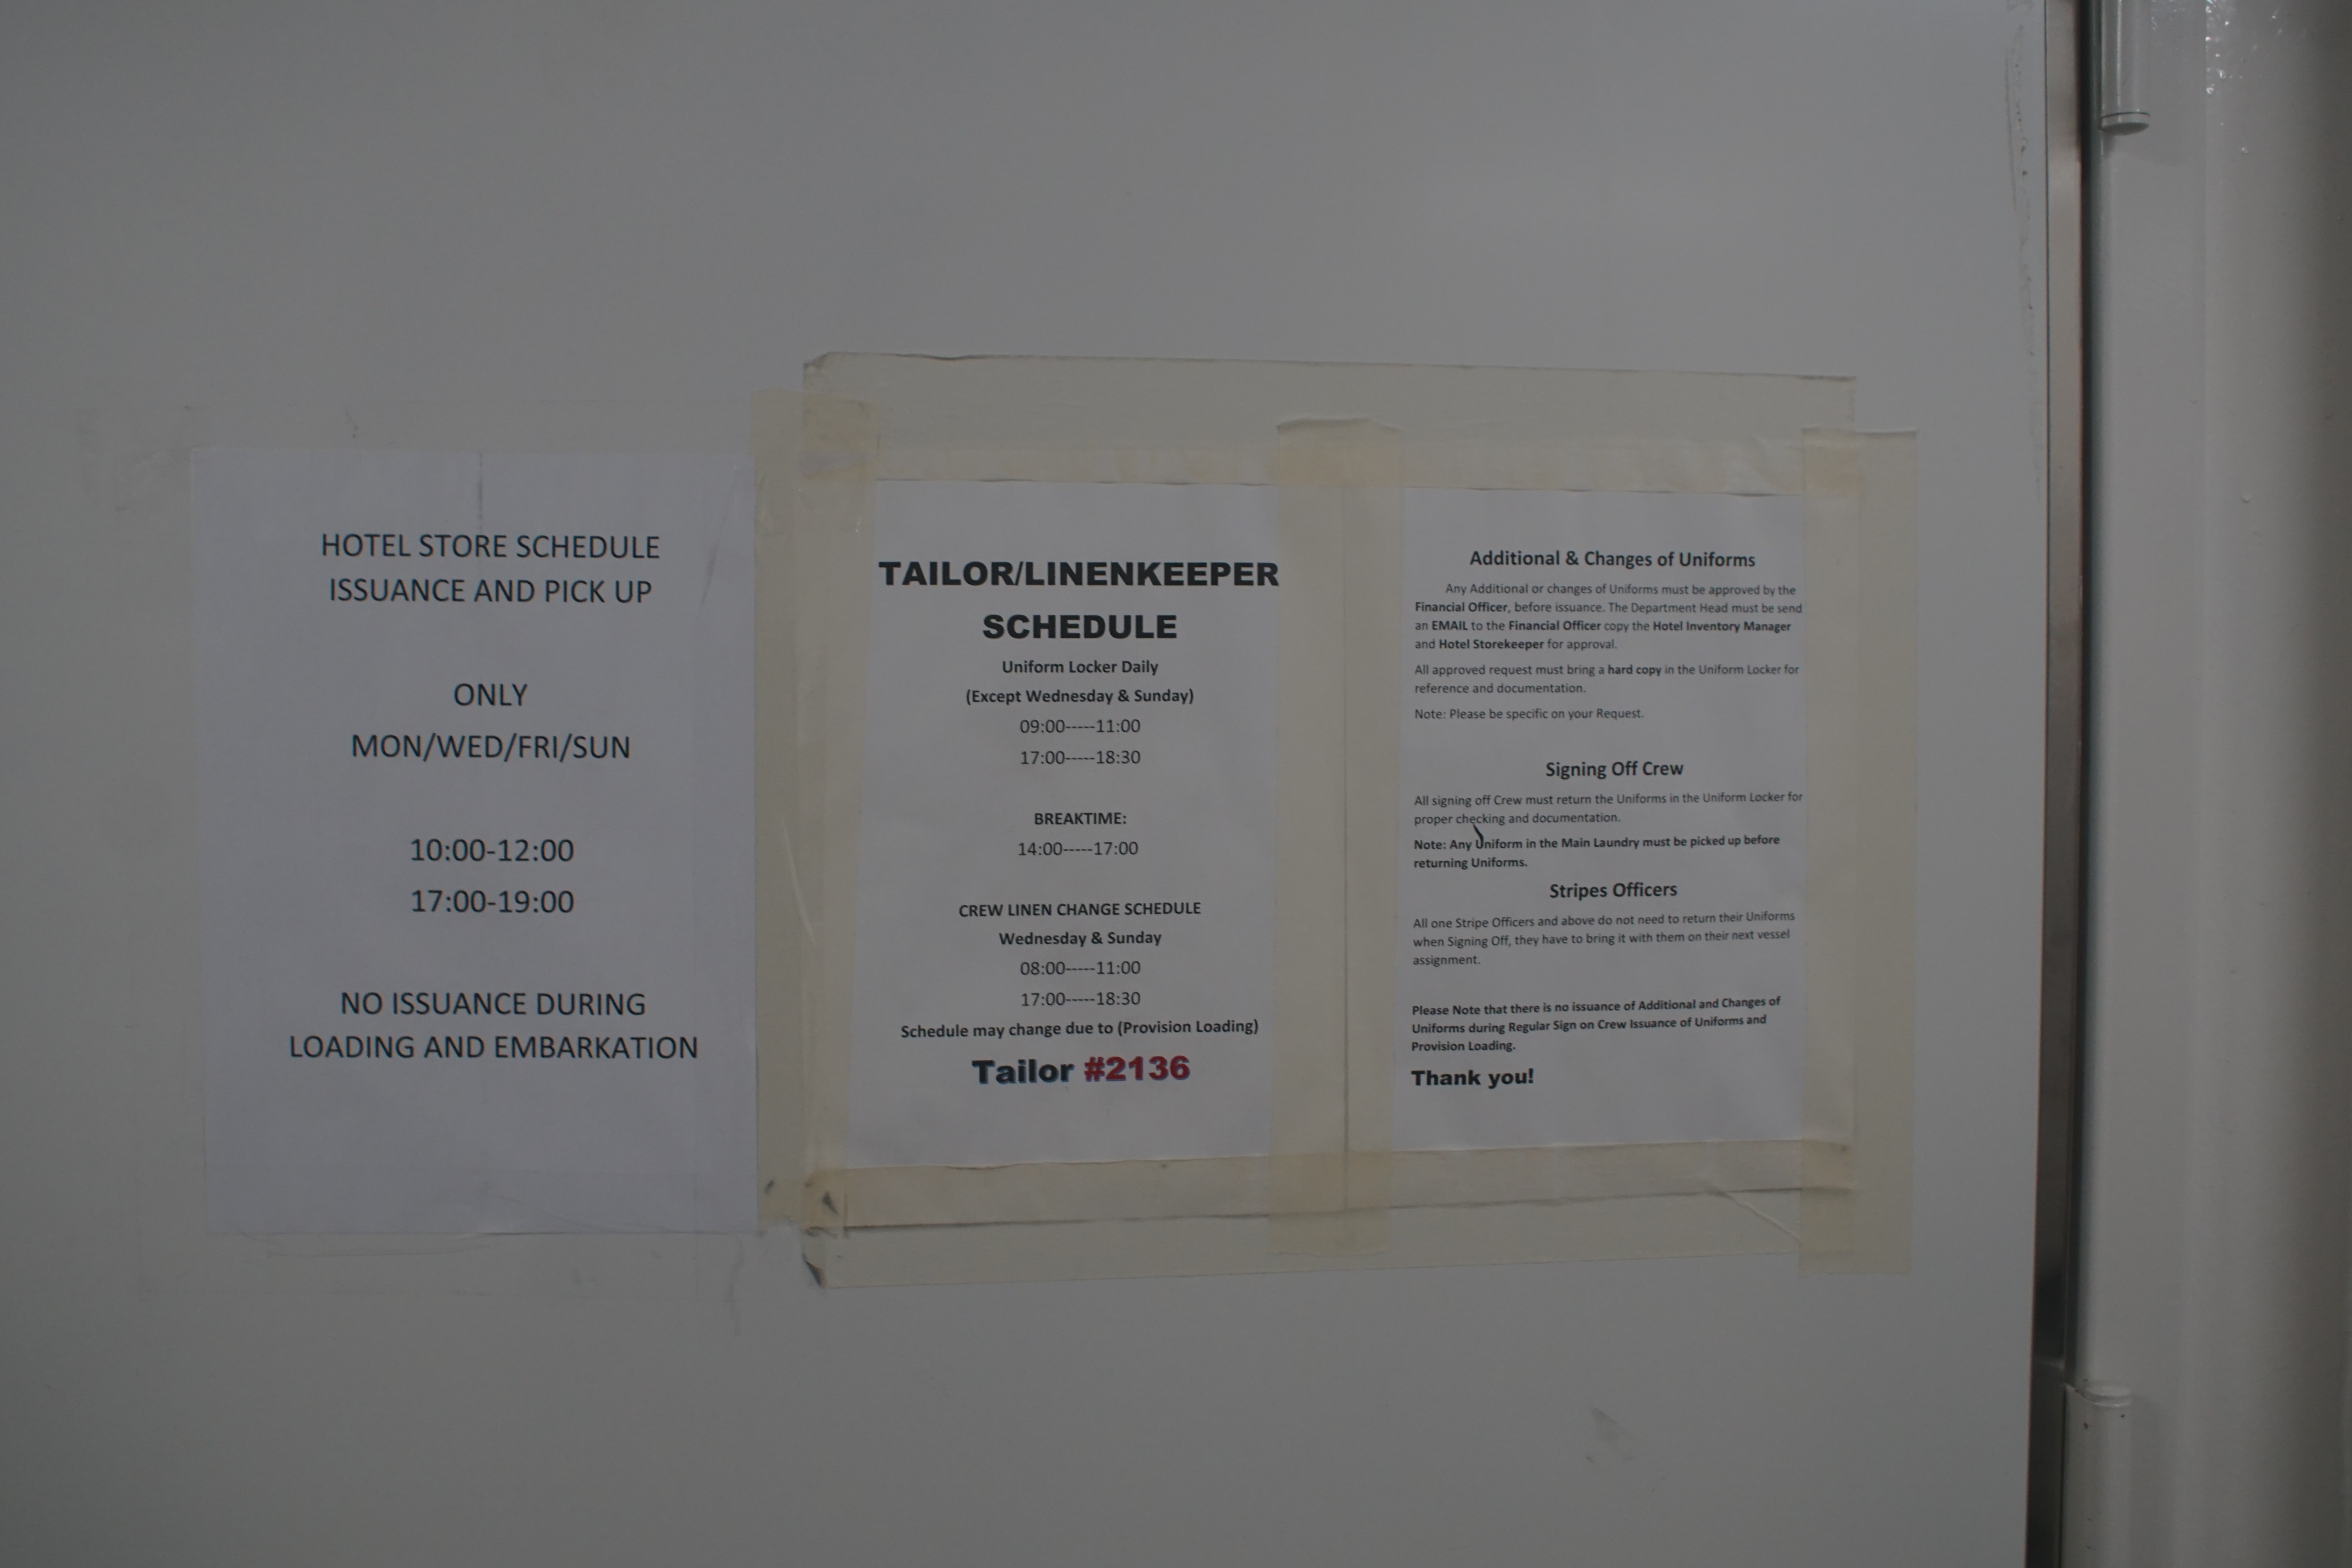 HOTEL STORE SCHEDULE
ISSUANCE AND PICK UP
ONLY
MON/WED/FRI/SUN
10:00-12:00
17:00-19:00
NO ISSUANCE DURING
LOADING AND EMBARKATION
TAILOR/LINENKEEPER
SCHEDULE
Uniform Locker Daily
(Except Wednesday & Sunday)
09:00-----11:00
17:00-----18:30
BREAKTIME:
14:00-----17:00
CREW LINEN CHANGE SCHEDULE
Wednesday & Sunday
08:00-----11:00
17:00-----18:30
Schedule may change due to (Provision Loading)
Tailor #2136
Additional & Changes of Uniforms
Any Additional or changes of Uniforms must be approved by the
Financial Officer, before issuance. The Department Head must be send
an EMAIL to the Financial Officer copy the Hotel Inventory Manager
and Hotel Storekeeper for approval.
All approved request must bring a hard copy in the Uniform Locker for
reference and documentation.
Note: Please be specific on your Request.
Signing Off Crew
All signing off Crew must return the Uniforms in the Uniform Locker for
proper checking and documentation.
Note: Any Uniform in the Main Laundry must be picked up before
returning Uniforms.
Stripes Officers
All one Stripe Officers and above do not need to return their Uniforms
when Signing Off, they have to bring it with them on their next vessel
assignment.
Please Note that there is no issuance of Additional and Changes of
Uniforms during Regular Sign on Crew Issuance of Uniforms and
Provision Loading.
Thank you!